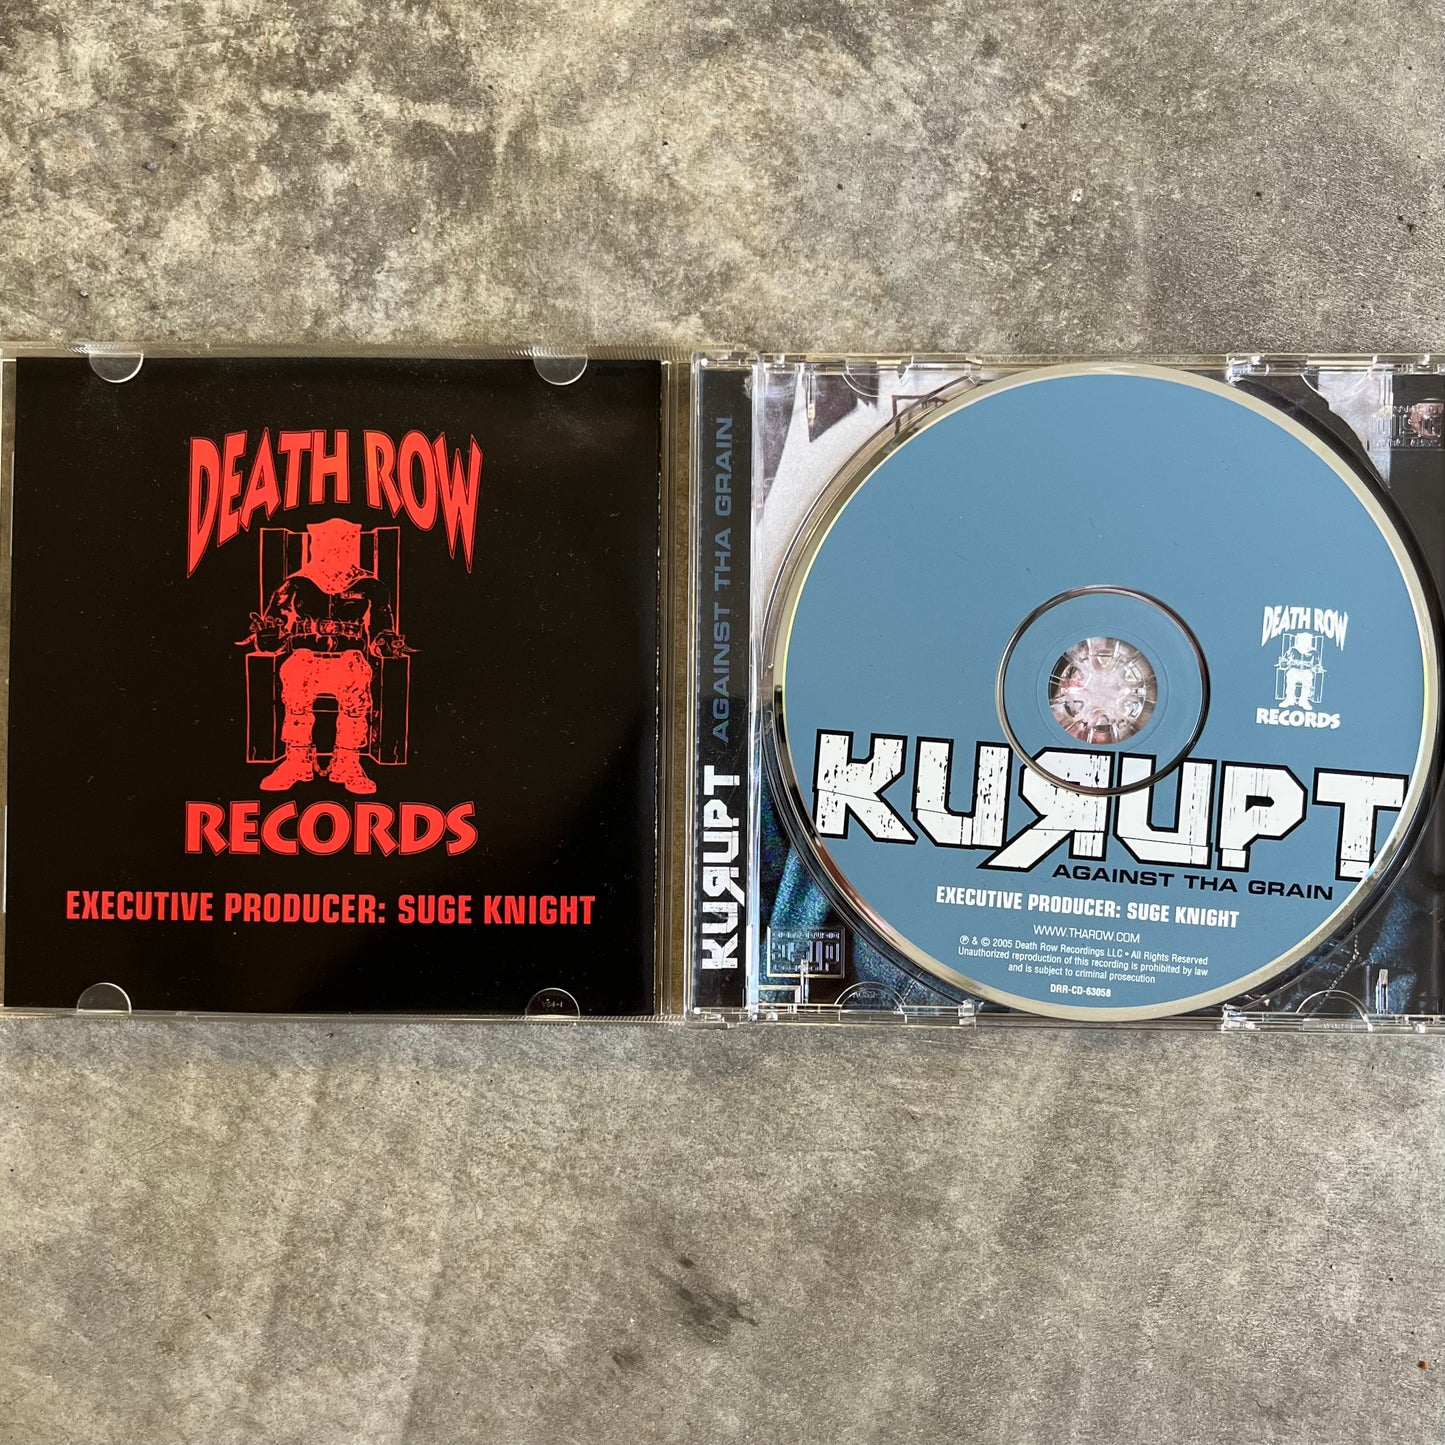 DEATH ROW
RECORDS
EXECUTIVE PRODUCER: SUGE KNIGHT
KURUPT AGAINST THA GRAIN
DEATH ROW
RECORDS
KURUPT
AGAINST THA GRAIN
EXECUTIVE PRODUCER: SUGE KNIGHT
WWW.THAROW.COM
℗ & © 2005 Death Row Recordings LLC • All Rights Reserved
Unauthorized reproduction of this recording is prohibited by law
and is subject to criminal prosecution
DRR-CD-63058